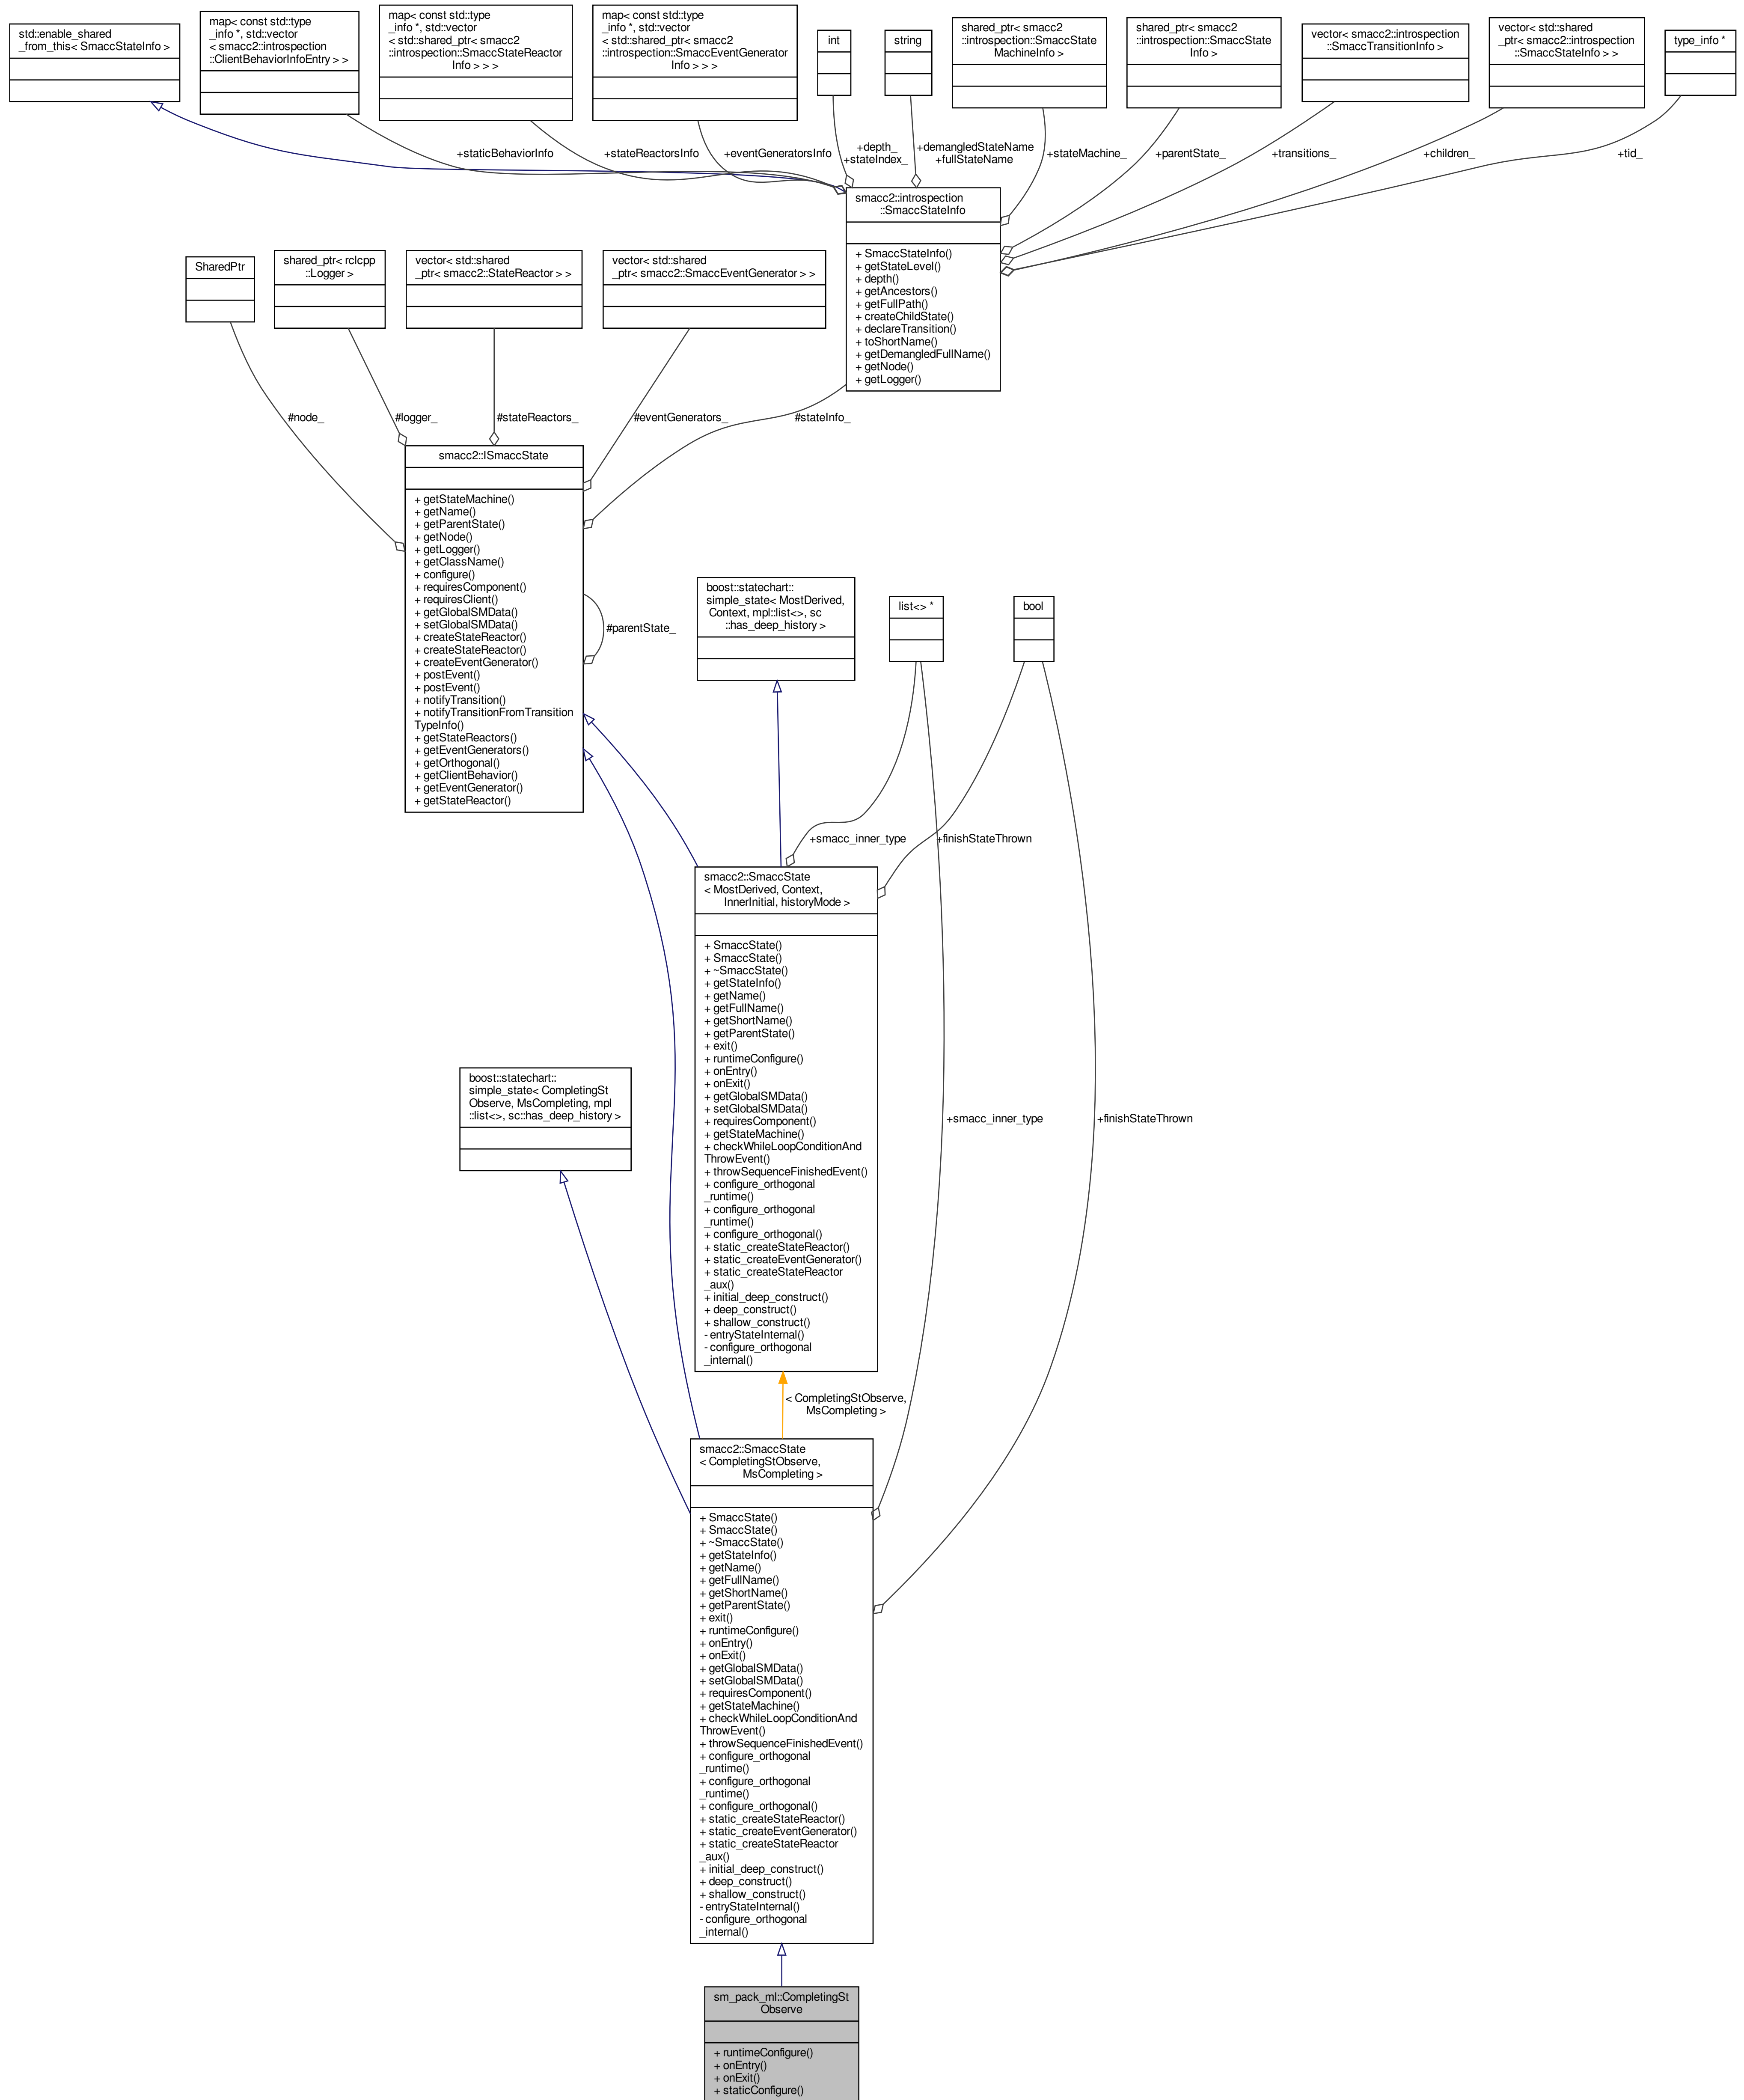 std::enable_shared
_from_this< SmaccStateInfo >
map< const std::type
_info *, std::vector
< smacc2::introspection
::ClientBehaviorInfoEntry > >
map< const std::type
_info *, std::vector
< std::shared_ptr< smacc2
::introspection::SmaccStateReactor
Info > > >
map< const std::type
_info *, std::vector
< std::shared_ptr< smacc2
::introspection::SmaccEventGenerator
Info > > >
int
string
shared_ptr< smacc2
::introspection::SmaccState
MachineInfo >
shared_ptr< smacc2
::introspection::SmaccState
Info >
vector< smacc2::introspection
::SmaccTransitionInfo >
vector< std::shared
_ptr< smacc2::introspection
::SmaccStateInfo > >
type_info *
+staticBehaviorInfo
+stateReactorsInfo
+eventGeneratorsInfo
+depth_
+stateIndex_
+demangledStateName
+fullStateName
+stateMachine_
+parentState_
+transitions_
+children_
+tid_
smacc2::introspection
::SmaccStateInfo
+ SmaccStateInfo()
+ getStateLevel()
+ depth()
+ getAncestors()
+ getFullPath()
+ createChildState()
+ declareTransition()
+ toShortName()
+ getDemangledFullName()
+ getNode()
+ getLogger()
SharedPtr
shared_ptr< rclcpp
::Logger >
vector< std::shared
_ptr< smacc2::StateReactor > >
vector< std::shared
_ptr< smacc2::SmaccEventGenerator > >
#node_
#logger_
#stateReactors_
#eventGenerators_
#stateInfo_
smacc2::ISmaccState
+ getStateMachine()
+ getName()
+ getParentState()
+ getNode()
+ getLogger()
+ getClassName()
+ configure()
+ requiresComponent()
+ requiresClient()
+ getGlobalSMData()
+ setGlobalSMData()
+ createStateReactor()
+ createStateReactor()
+ createEventGenerator()
+ postEvent()
+ postEvent()
+ notifyTransition()
+ notifyTransitionFromTransition
TypeInfo()
+ getStateReactors()
+ getEventGenerators()
+ getOrthogonal()
+ getClientBehavior()
+ getEventGenerator()
+ getStateReactor()
#parentState_
boost::statechart::
simple_state< MostDerived,
Context, mpl::list<>, sc
::has_deep_history >
list<> *
bool
+smacc_inner_type
+finishStateThrown
smacc2::SmaccState
< MostDerived, Context,
InnerInitial, historyMode >
+ SmaccState()
+ SmaccState()
+ ~SmaccState()
+ getStateInfo()
+ getName()
+ getFullName()
+ getShortName()
+ getParentState()
+ exit()
+ runtimeConfigure()
+ onEntry()
+ onExit()
+ getGlobalSMData()
+ setGlobalSMData()
+ requiresComponent()
+ getStateMachine()
+ checkWhileLoopConditionAnd
ThrowEvent()
+ throwSequenceFinishedEvent()
+ configure_orthogonal
_runtime()
+ configure_orthogonal
_runtime()
+ configure_orthogonal()
+ static_createStateReactor()
+ static_createEventGenerator()
+ static_createStateReactor
_aux()
+ initial_deep_construct()
+ deep_construct()
+ shallow_construct()
- entryStateInternal()
- configure_orthogonal
_internal()
boost::statechart::
simple_state< CompletingSt
Observe, MsCompleting, mpl
::list<>, sc::has_deep_history >
+smacc_inner_type
+finishStateThrown
< CompletingStObserve,
MsCompleting >
smacc2::SmaccState
< CompletingStObserve,
MsCompleting >
+ SmaccState()
+ SmaccState()
+ ~SmaccState()
+ getStateInfo()
+ getName()
+ getFullName()
+ getShortName()
+ getParentState()
+ exit()
+ runtimeConfigure()
+ onEntry()
+ onExit()
+ getGlobalSMData()
+ setGlobalSMData()
+ requiresComponent()
+ getStateMachine()
+ checkWhileLoopConditionAnd
ThrowEvent()
+ throwSequenceFinishedEvent()
+ configure_orthogonal
_runtime()
+ configure_orthogonal
_runtime()
+ configure_orthogonal()
+ static_createStateReactor()
+ static_createEventGenerator()
+ static_createStateReactor
_aux()
+ initial_deep_construct()
+ deep_construct()
+ shallow_construct()
- entryStateInternal()
- configure_orthogonal
_internal()
sm_pack_ml::CompletingSt
Observe
+ runtimeConfigure()
+ onEntry()
+ onExit()
+ staticConfigure()